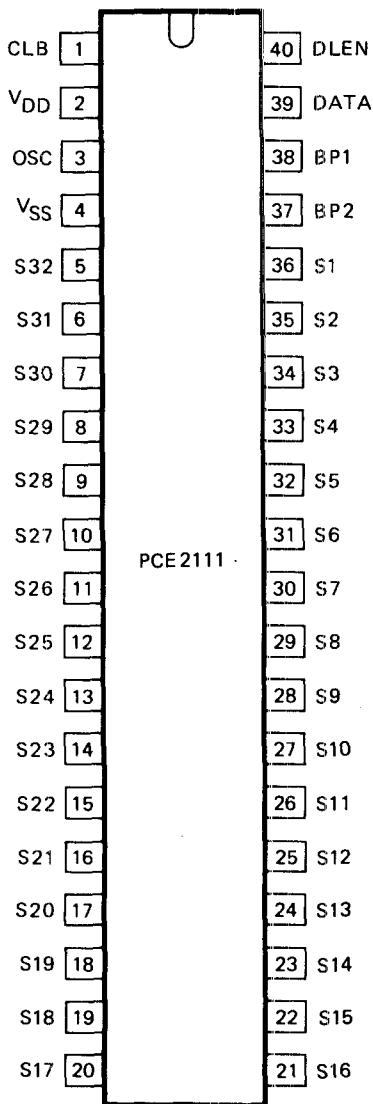 CLB 1 40 DLEN
VDD 2 39 DATA
OSC 3 38 BP1
VSS 4 37 BP2
S32 5 36 S1
S31 6 35 S2
S30 7 34 S3
S29 8 33 S4
S28 9 32 S5
S27 10 31 S6
PCE2111
S26 11 30 S7
S25 12 29 S8
S24 13 28 S9
S23 14 27 S10
S22 15 26 S11
S21 16 25 S12
S20 17 24 S13
S19 18 23 S14
S18 19 22 S15
S17 20 21 S16